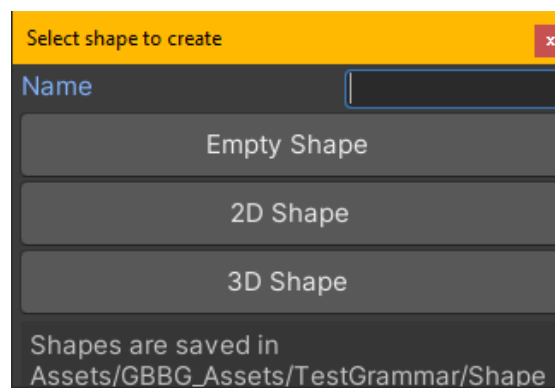 Select shape to create
x
Name
Empty Shape
2D Shape
3D Shape
Shapes are saved in
Assets/GBBG_Assets/TestGrammar/Shape